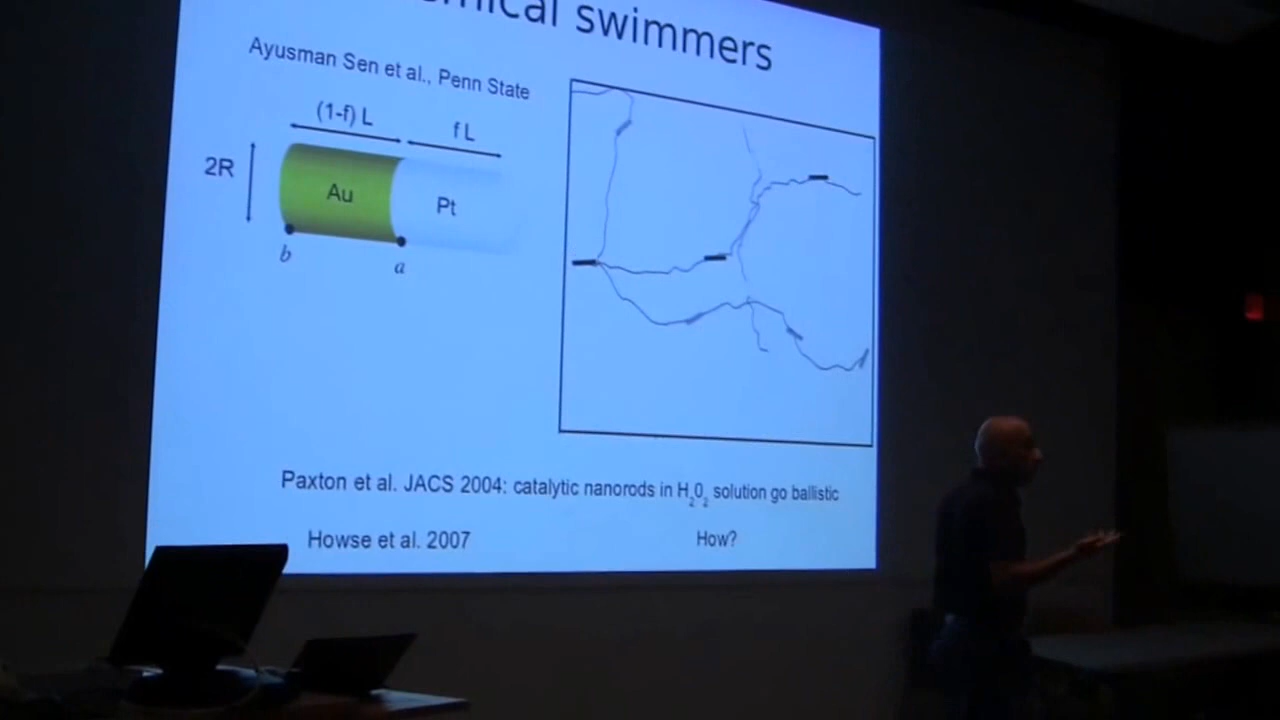 swimmers
Ayusman Sen et al., Penn State
(1-f) L
f L
2R
Au
Pt
b
a
Paxton et al. JACS 2004: catalytic nanorods in H₂0₂ solution go ballistic
Howse et al. 2007
How?